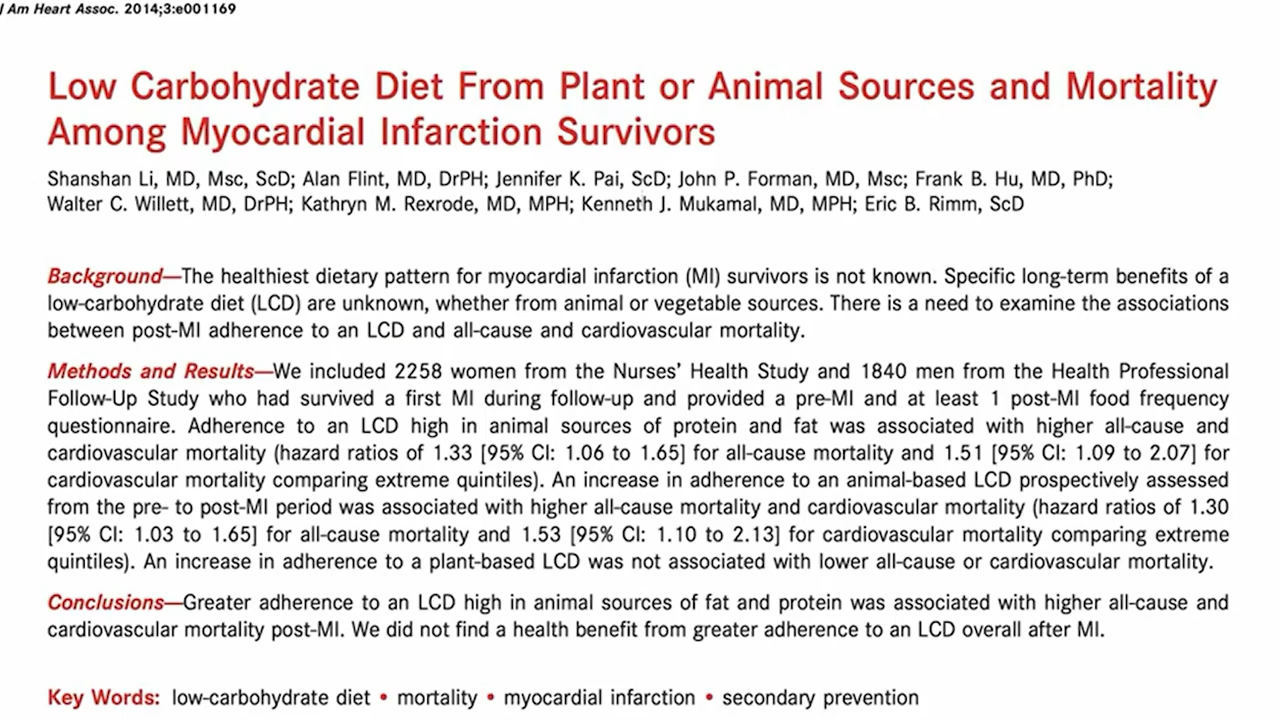 J Am Heart Assoc. 2014;3:e001169
Low Carbohydrate Diet From Plant or Animal Sources and Mortality
Among Myocardial Infarction Survivors
Shanshan Li, MD, Msc, ScD; Alan Flint, MD, DrPH; Jennifer K. Pai, ScD; John P. Forman, MD, Msc; Frank B. Hu, MD, PhD;
Walter C. Willett, MD, DrPH; Kathryn M. Rexrode, MD, MPH; Kenneth J. Mukamal, MD, MPH; Eric B. Rimm, ScD
Background—The healthiest dietary pattern for myocardial infarction (MI) survivors is not known. Specific long-term benefits of a
low-carbohydrate diet (LCD) are unknown, whether from animal or vegetable sources. There is a need to examine the associations
between post-MI adherence to an LCD and all-cause and cardiovascular mortality.
Methods and Results—We included 2258 women from the Nurses' Health Study and 1840 men from the Health Professional
Follow-Up Study who had survived a first MI during follow-up and provided a pre-MI and at least 1 post-MI food frequency
questionnaire. Adherence to an LCD high in animal sources of protein and fat was associated with higher all-cause and
cardiovascular mortality (hazard ratios of 1.33 [95% CI: 1.06 to 1.65] for all-cause mortality and 1.51 [95% CI: 1.09 to 2.07] for
cardiovascular mortality comparing extreme quintiles). An increase in adherence to an animal-based LCD prospectively assessed
from the pre- to post-MI period was associated with higher all-cause mortality and cardiovascular mortality (hazard ratios of 1.30
[95% CI: 1.03 to 1.65] for all-cause mortality and 1.53 [95% CI: 1.10 to 2.13] for cardiovascular mortality comparing extreme
quintiles). An increase in adherence to a plant-based LCD was not associated with lower all-cause or cardiovascular mortality.
Conclusions—Greater adherence to an LCD high in animal sources of fat and protein was associated with higher all-cause and
cardiovascular mortality post-MI. We did not find a health benefit from greater adherence to an LCD overall after MI.
Key Words: low-carbohydrate diet • mortality • myocardial infarction • secondary prevention